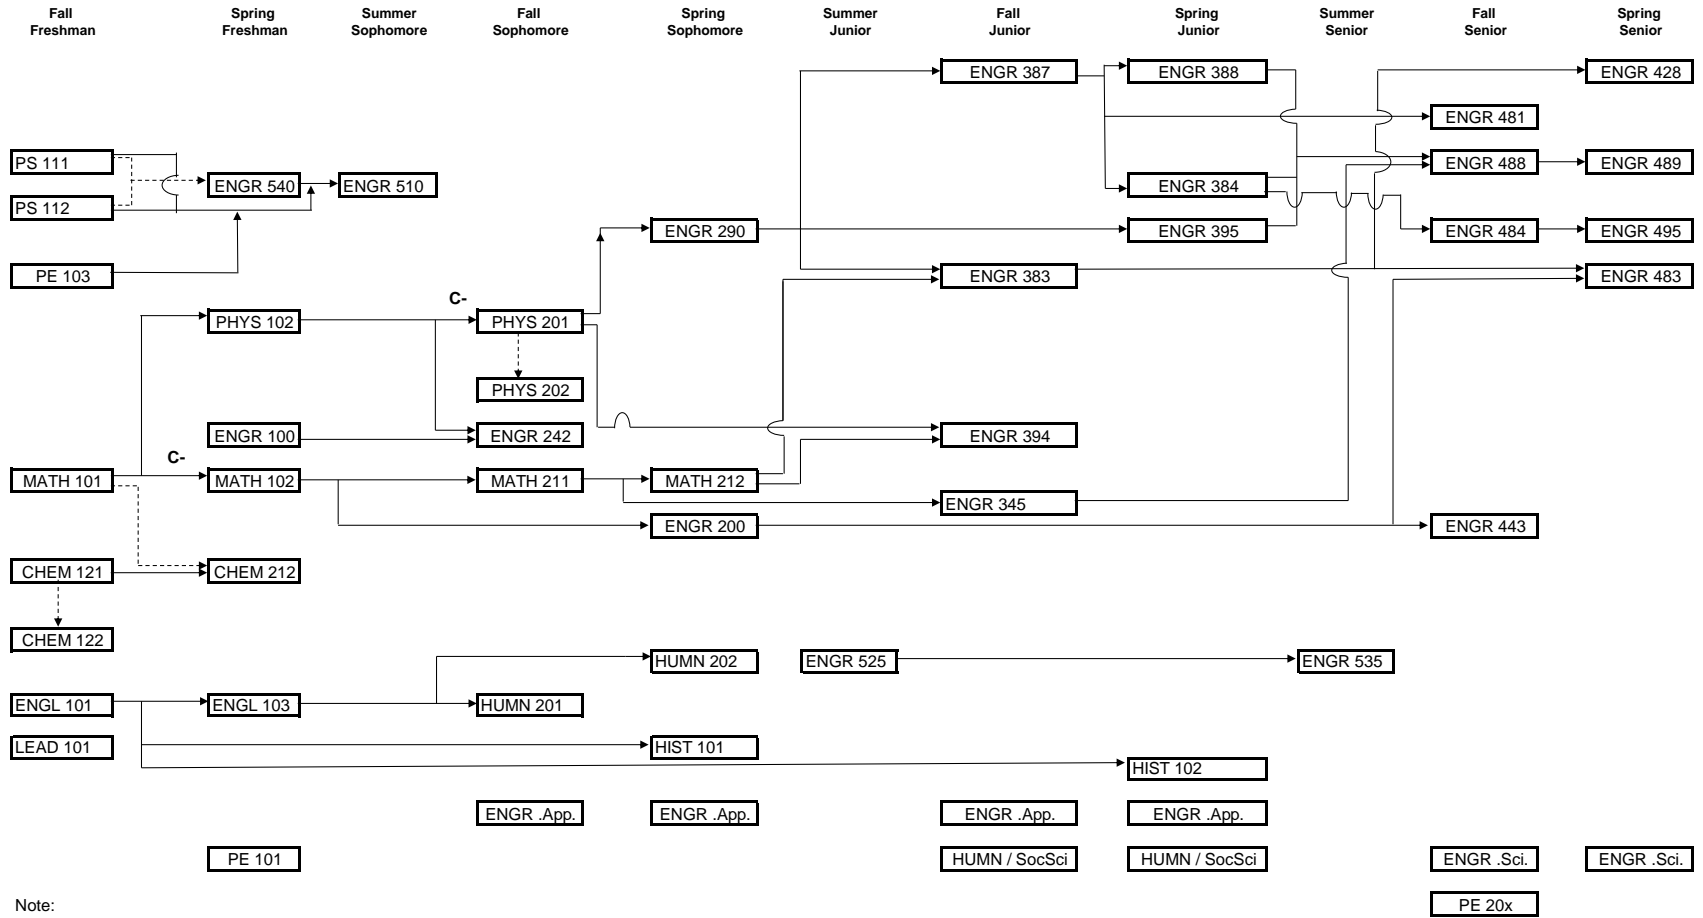 Fall Spring Summer Fall Spring Summer Fall Spring Summer Fall Spring
Freshman Freshman Sophomore Sophomore Sophomore Junior Junior Junior Senior Senior Senior
ENGR 387 ENGR 388 ENGR 428
ENGR 481
PS 111 ENGR 488 ENGR 489
ENGR 540 ENGR 510 ENGR 384
PS 112
ENGR 290 ENGR 395 ENGR 484 ENGR 495
PE 103 ENGR 383 ENGR 483
C-
PHYS 102 PHYS 201
PHYS 202
ENGR 100 ENGR 242 ENGR 394
C-
MATH 101 MATH 102 MATH 211 MATH 212
ENGR 345
ENGR 200 ENGR 443
CHEM 121 CHEM 212
CHEM 122
HUMN 202 ENGR 525 ENGR 535
ENGL 101 ENGL 103 HUMN 201
LEAD 101 HIST 101
HIST 102
ENGR .App. ENGR .App. ENGR .App. ENGR .App.
PE 101 HUMN / SocSci HUMN / SocSci ENGR .Sci. ENGR .Sci.
Note: PE 20x